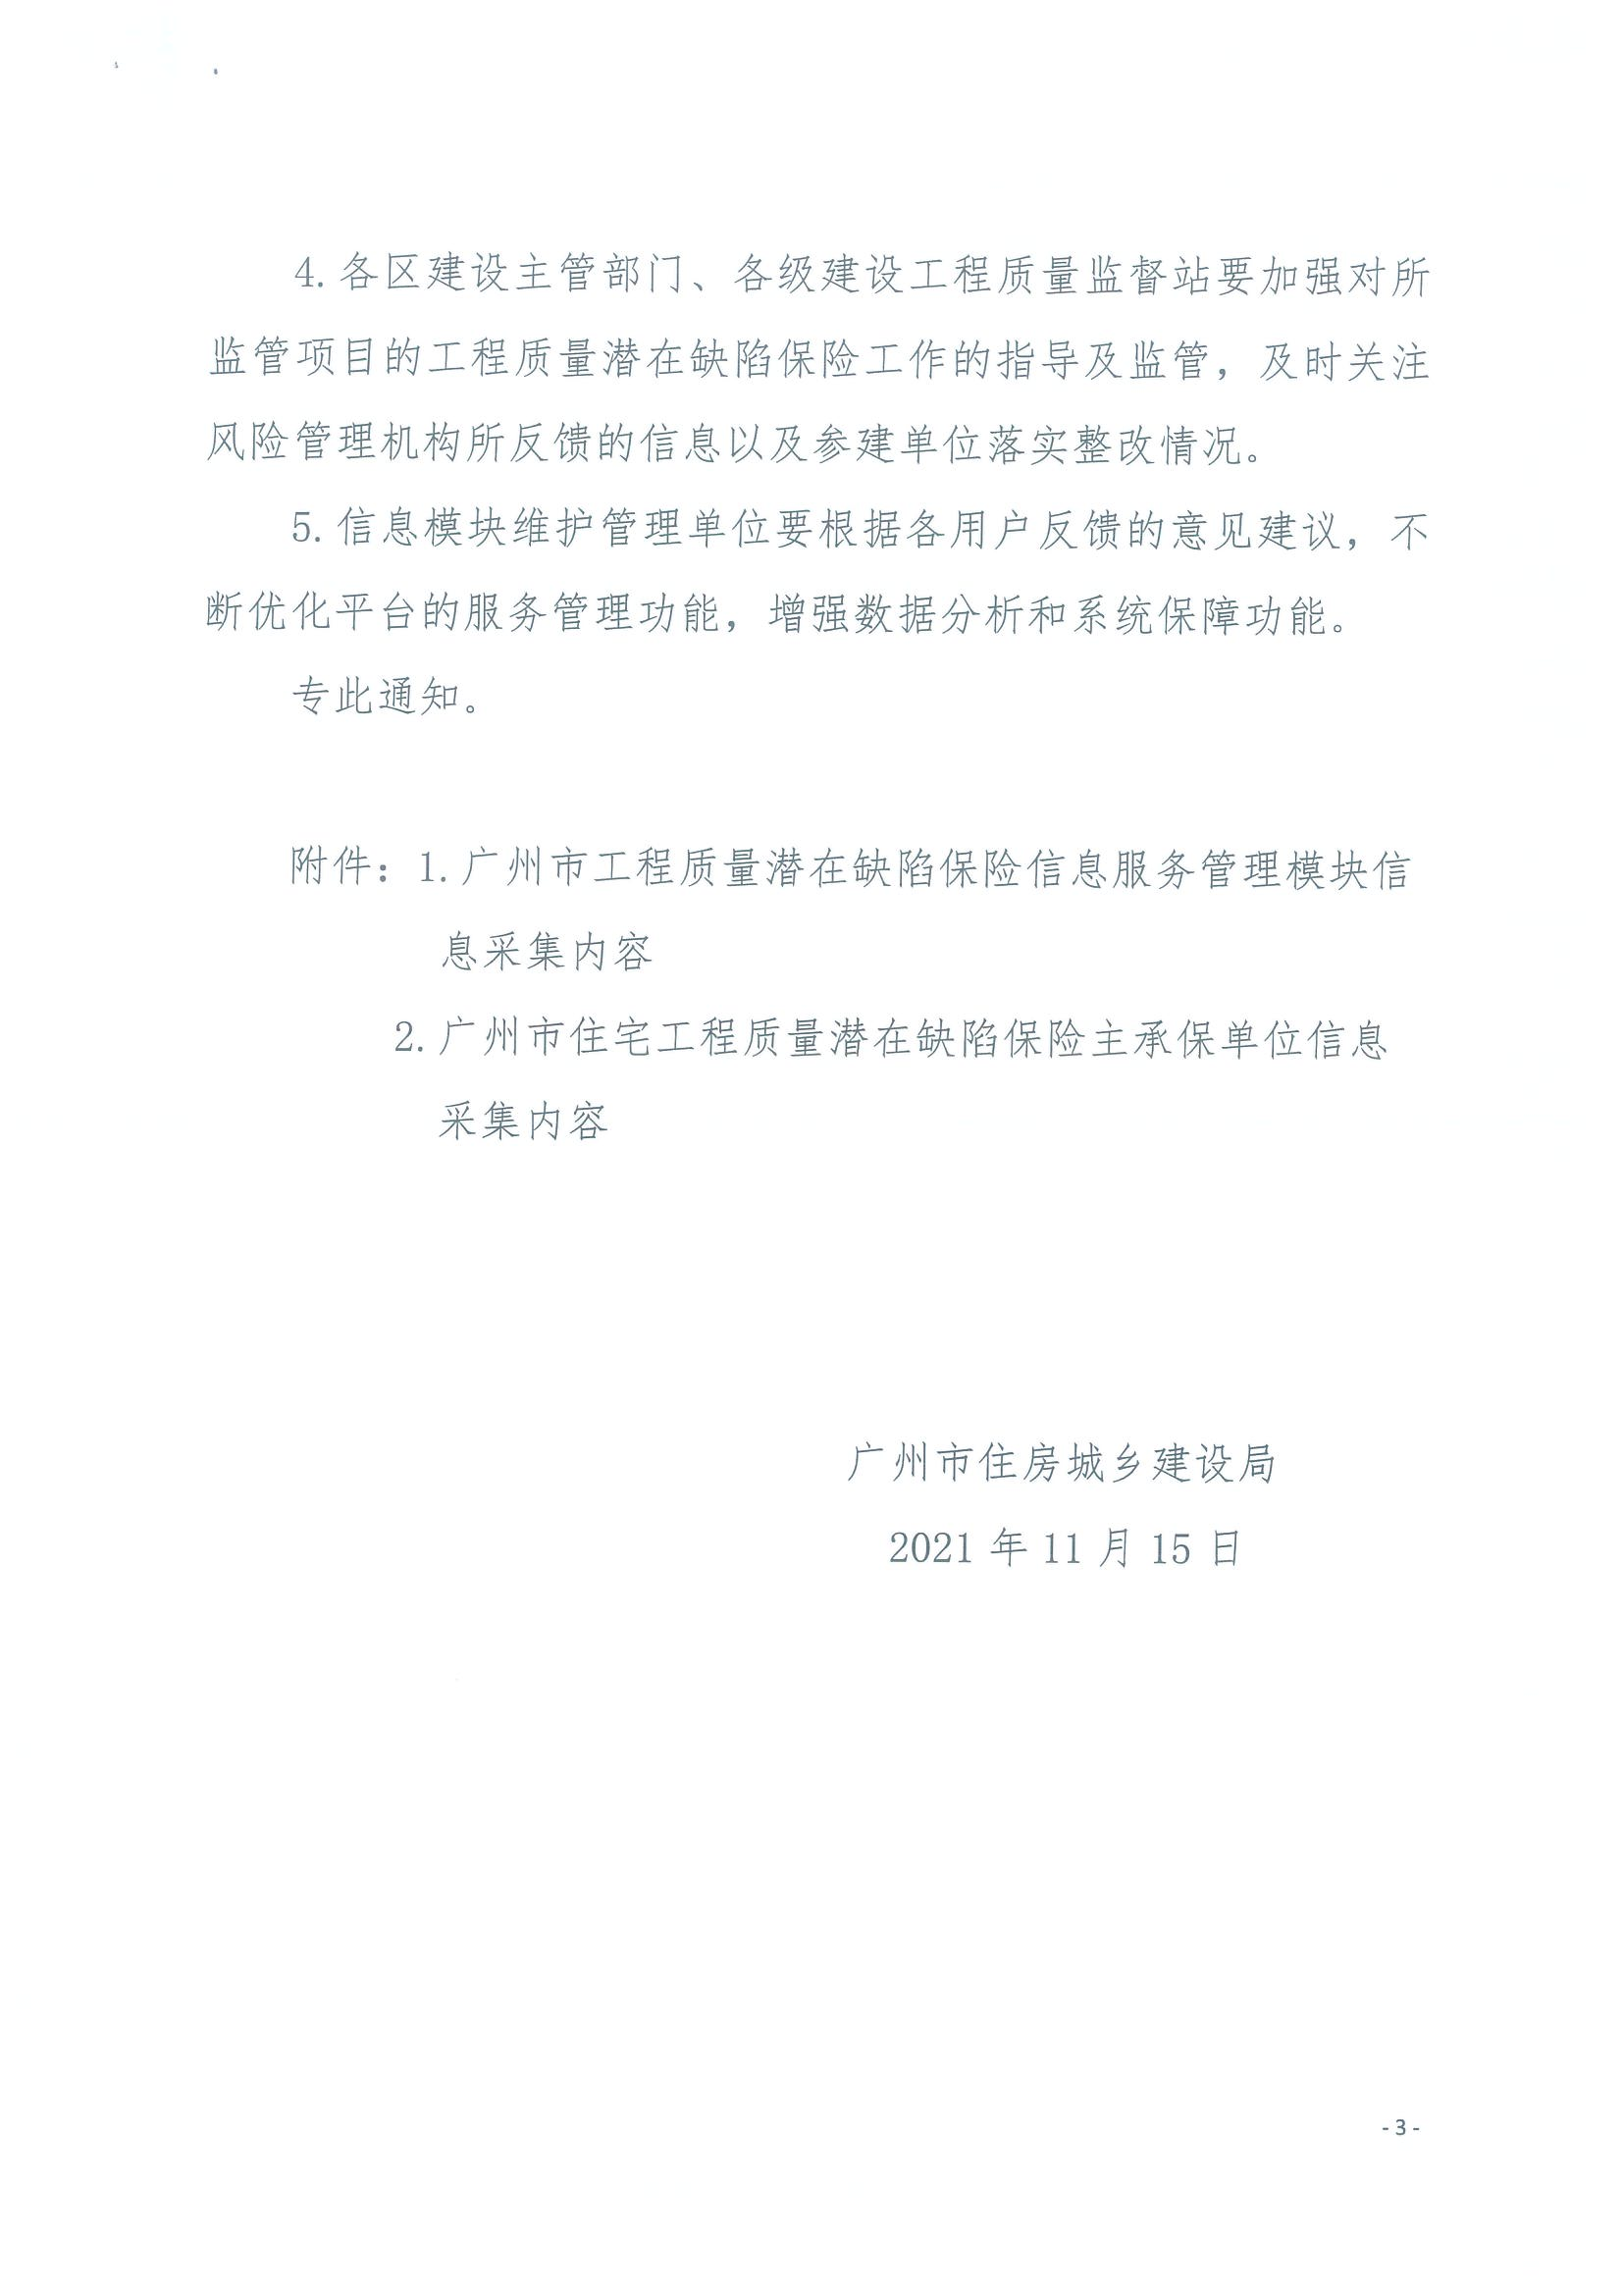 4.各区建设主管部门、各级建设工程质量监督站要加强对所
监管项目的工程质量潜在缺陷保险工作的指导及监管，及时关注
风险管理机构所反馈的信息以及参建单位落实整改情况。
5.信息模块维护管理单位要根据各用户反馈的意见建议，不
断优化平台的服务管理功能，增强数据分析和系统保障功能。
专此通知。
附件：1.广州市工程质量潜在缺陷保险信息服务管理模块信
息采集内容
2.广州市住宅工程质量潜在缺陷保险主承保单位信息
采集内容
广州市住房城乡建设局
2021 年 11 月 15 日
- 3 -